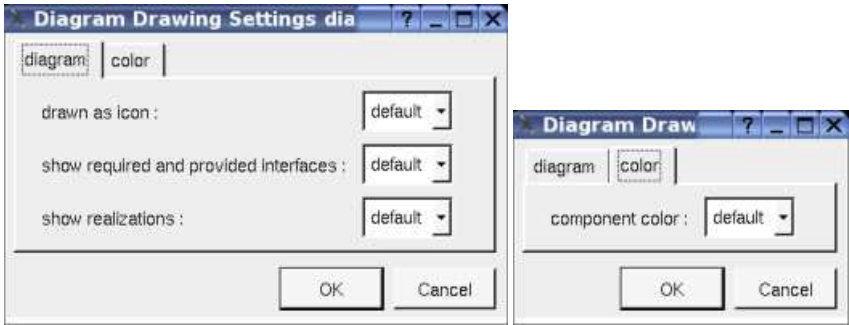 Diagram Drawing Settings dia ?
diagram color
drawn as icon : default
show required and provided interfaces : default
show realizations : default
OK Cancel
Diagram Draw ?
diagram color
component color : default
OK Cancel